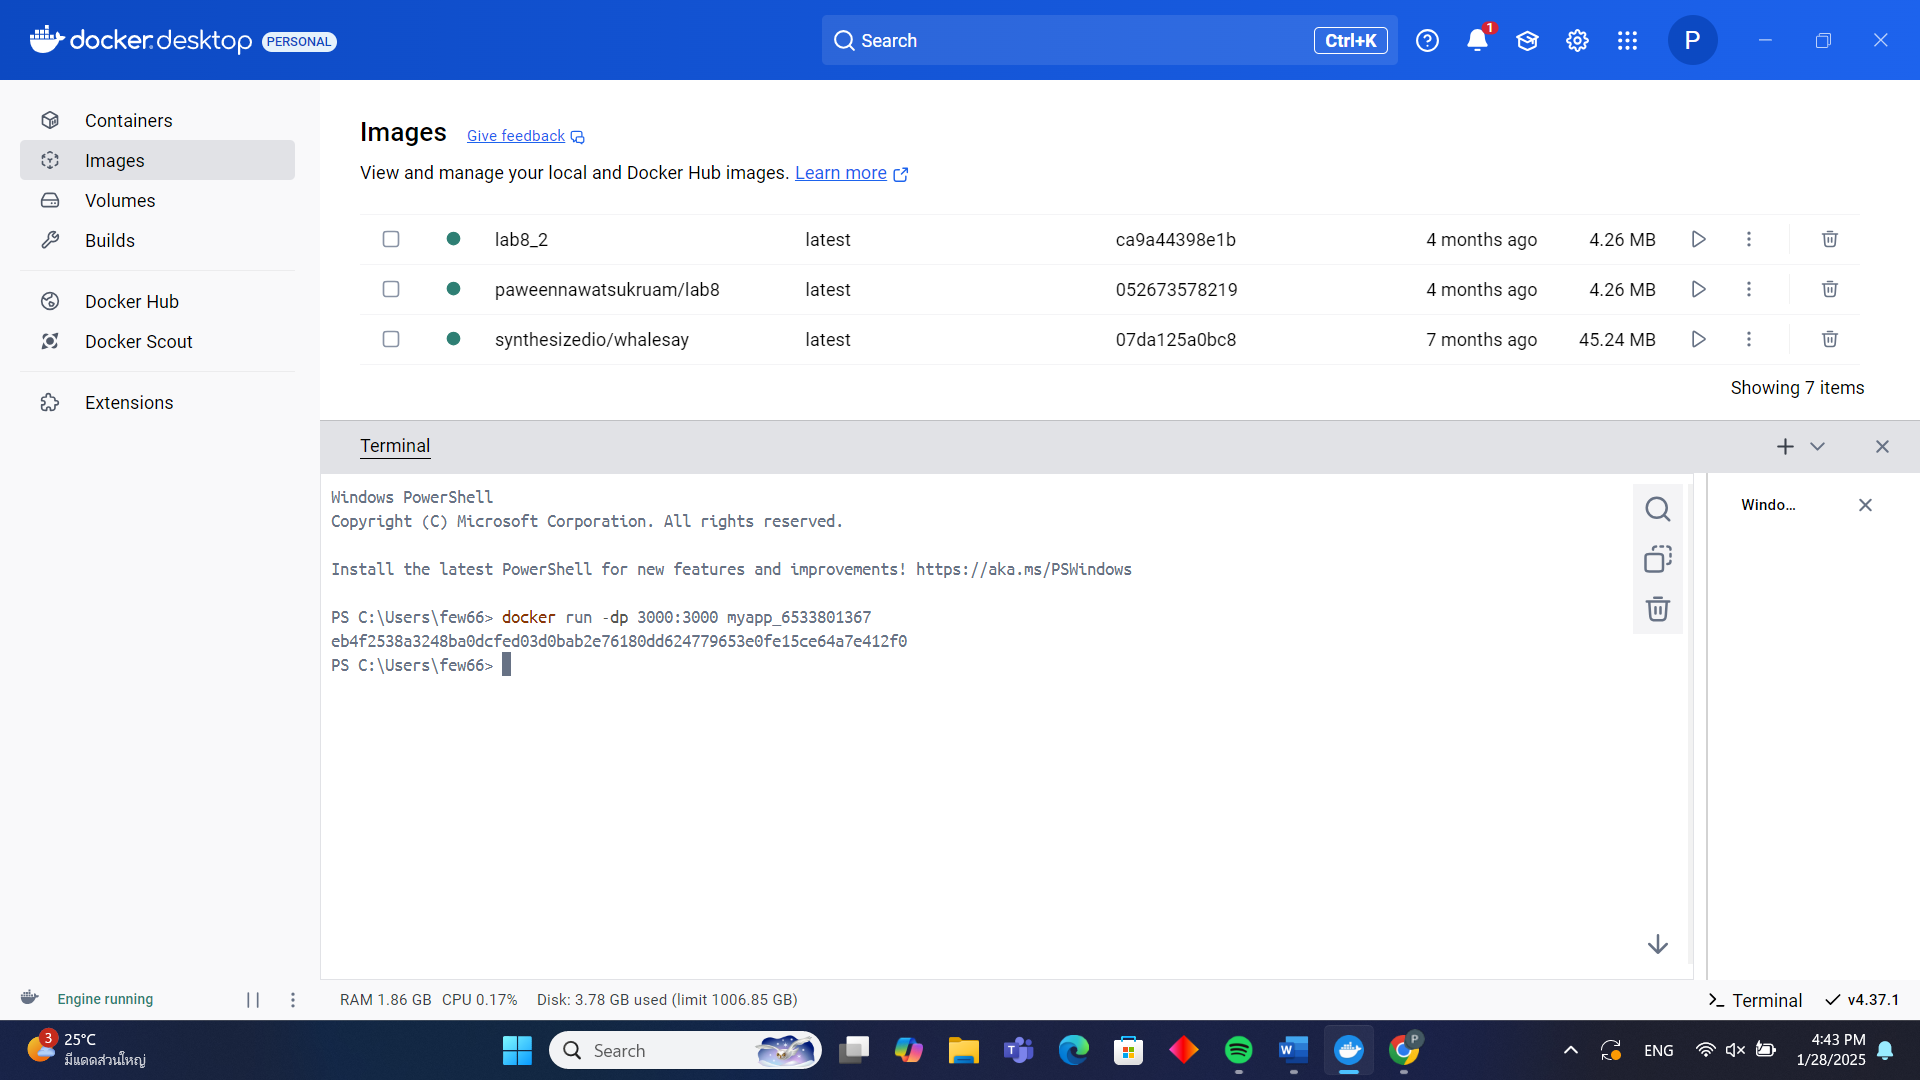 docker.desktop PERSONAL
Search Ctrl+K
1
P
Containers
Images
Volumes
Builds
Docker Hub
Docker Scout
Extensions
Images Give feedback
View and manage your local and Docker Hub images. Learn more
lab8_2 latest ca9a44398e1b 4 months ago 4.26 MB
paweennawatsukruam/lab8 latest 052673578219 4 months ago 4.26 MB
synthesizedio/whalesay latest 07da125a0bc8 7 months ago 45.24 MB
Showing 7 items
Terminal
Windo...
Windows PowerShell
Copyright (C) Microsoft Corporation. All rights reserved.
Install the latest PowerShell for new features and improvements! https://aka.ms/PSWindows
PS C:\Users\few66> docker run -dp 3000:3000 myapp_6533801367
eb4f2538a3248ba0dcfed03d0bab2e76180dd624779653e0fe15ce64a7e412f0
PS C:\Users\few66>
Engine running
RAM 1.86 GB CPU 0.17% Disk: 3.78 GB used (limit 1006.85 GB)
Terminal v4.37.1
3
25°C
มีแดดส่วนใหญ่
Search
P
ENG
4:43 PM
1/28/2025